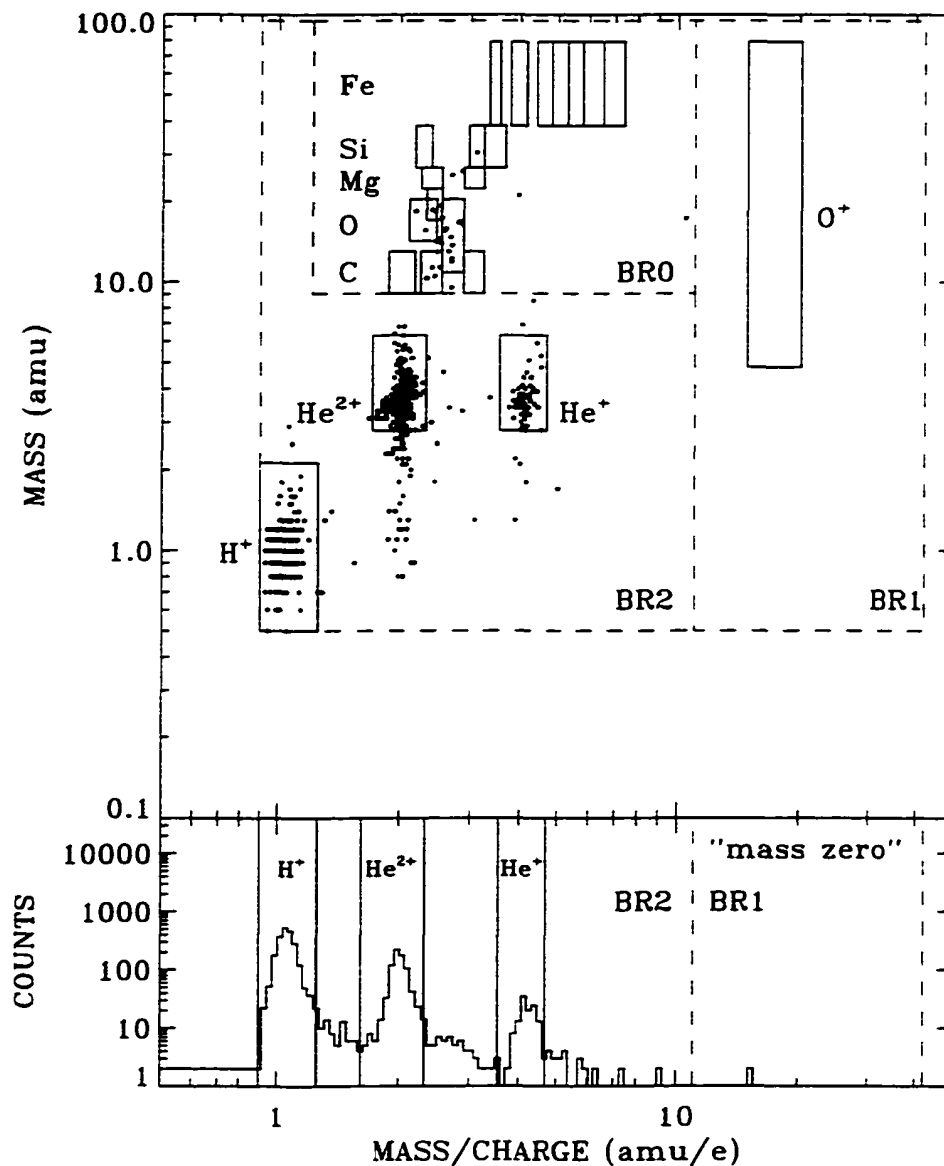 100.0
Fe
Si
Mg
O
C
O⁺
BR0
10.0
He²⁺
He⁺
H⁺
1.0
BR2
BR1
0.1
MASS (amu)
10000
1000
100
10
1
COUNTS
H⁺
He²⁺
He⁺
"mass zero"
BR2
BR1
1
10
MASS/CHARGE (amu/e)